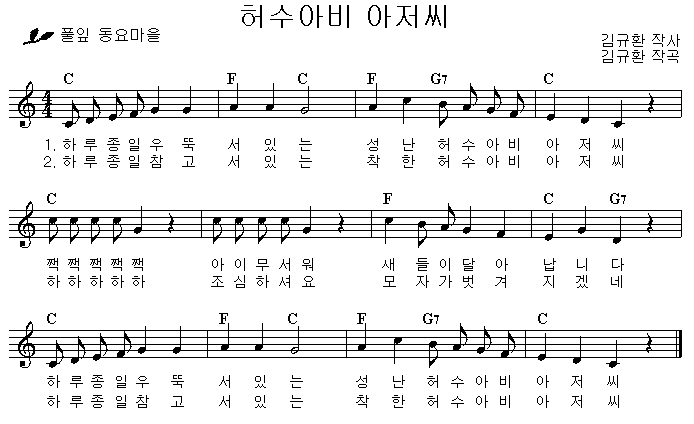 허수아비 아저씨
풀잎 동요마을
김규환 작사
김규환 작곡
C F C F G7 C
4
4
1. 하루종일우뚝 서있는 성난허수아비 아저씨
2. 하루종일참고 서있는 착한허수아비 아저씨
C F C G7
짹짹짹짹짹 아이무서워 새들이달아 납니다
하하하하하 조심하셔요 모자가벗겨 지겠네
C F C F G7 C
하루종일우뚝 서있는 성난허수아비 아저씨
하루종일참고 서있는 착한허수아비 아저씨